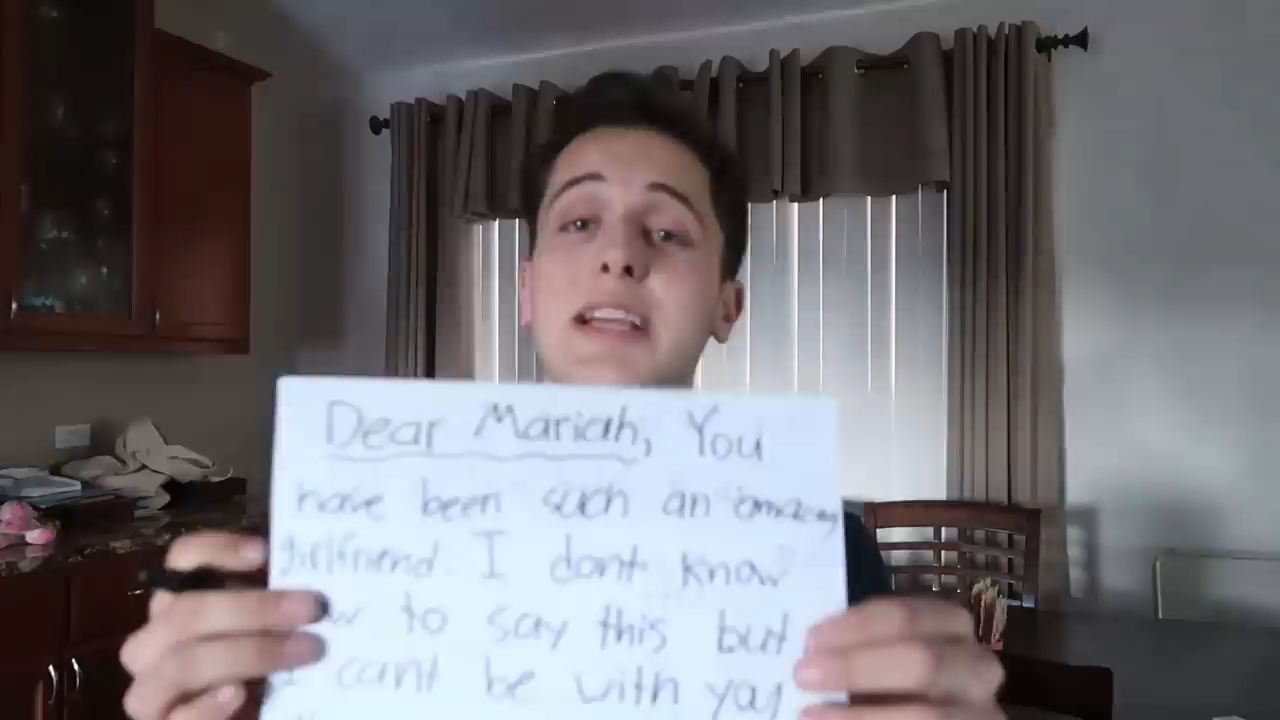 Dear Mariah, You
have been such an amazing
girlfriend. I dont know
to say this but
cant be with you